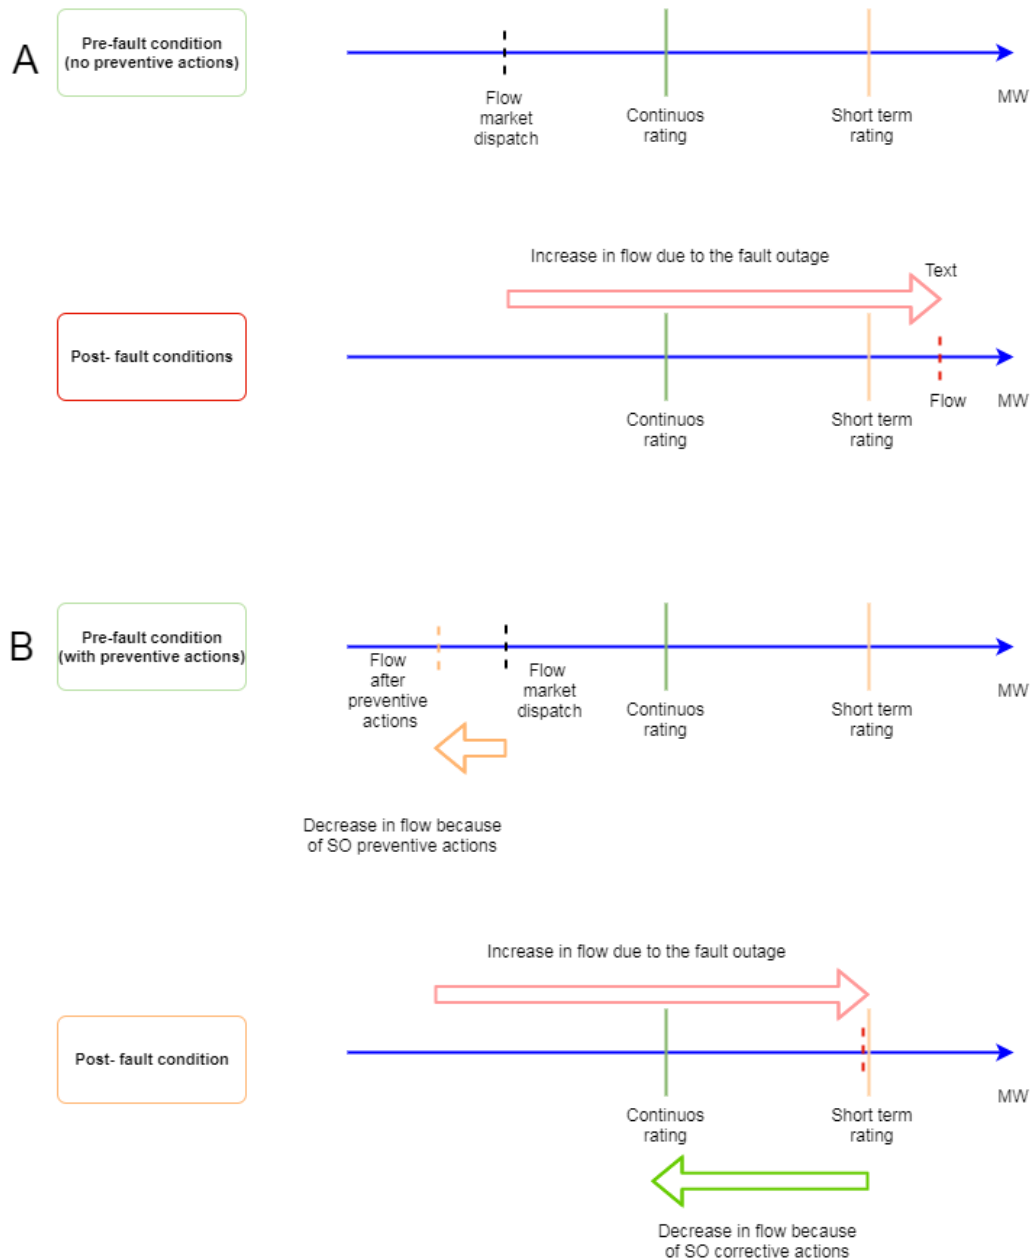 A
Pre-fault condition
(no preventive actions)
Flow
market
dispatch
Continuos
rating
Short term
rating
MW
Increase in flow due to the fault outage
Text
Post- fault conditions
Continuos
rating
Short term
rating
Flow
MW
B
Pre-fault condition
(with preventive actions)
Flow
after
preventive
actions
Flow
market
dispatch
Continuos
rating
Short term
rating
MW
Decrease in flow because
of SO preventive actions
Increase in flow due to the fault outage
Post- fault condition
Continuos
rating
Short term
rating
MW
Decrease in flow because
of SO corrective actions